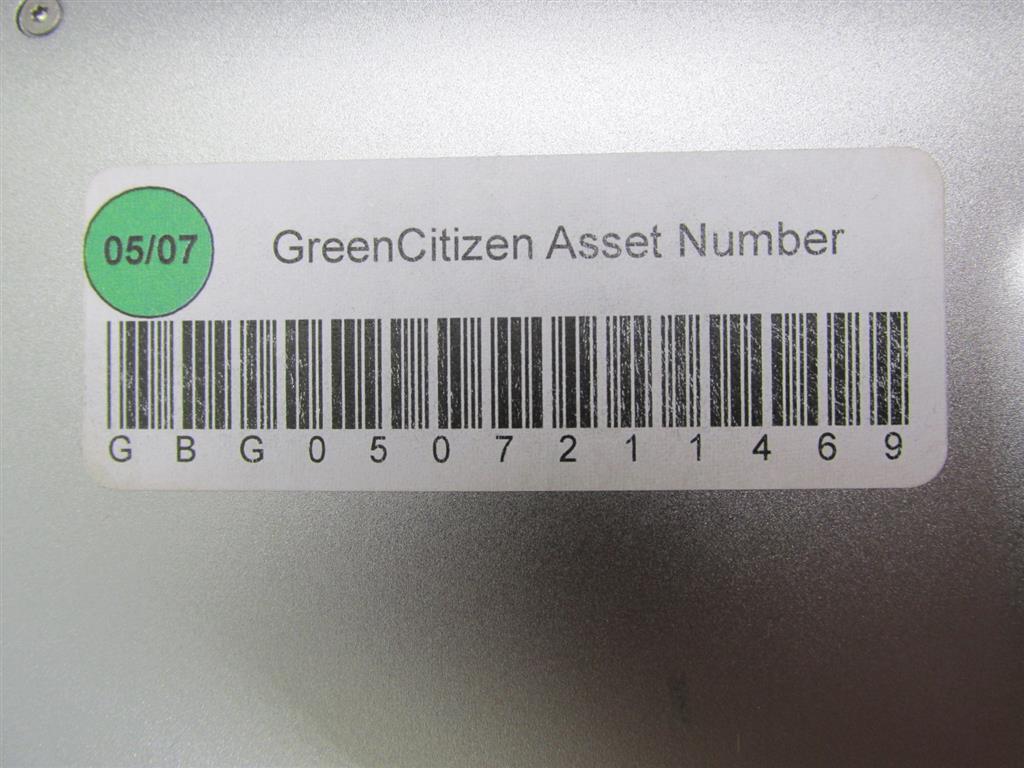 05/07
GreenCitizen Asset Number
G B G 0 5 0 7 2 1 1 4 6 9